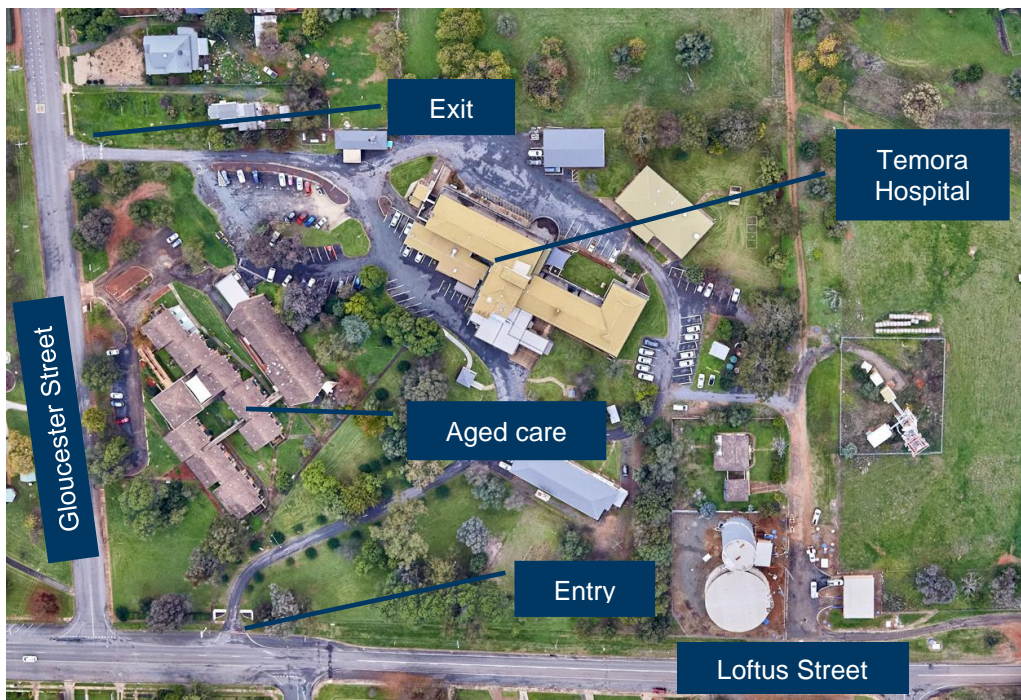 Exit
Temora
Hospital
Gloucester Street
Aged care
Entry
Loftus Street